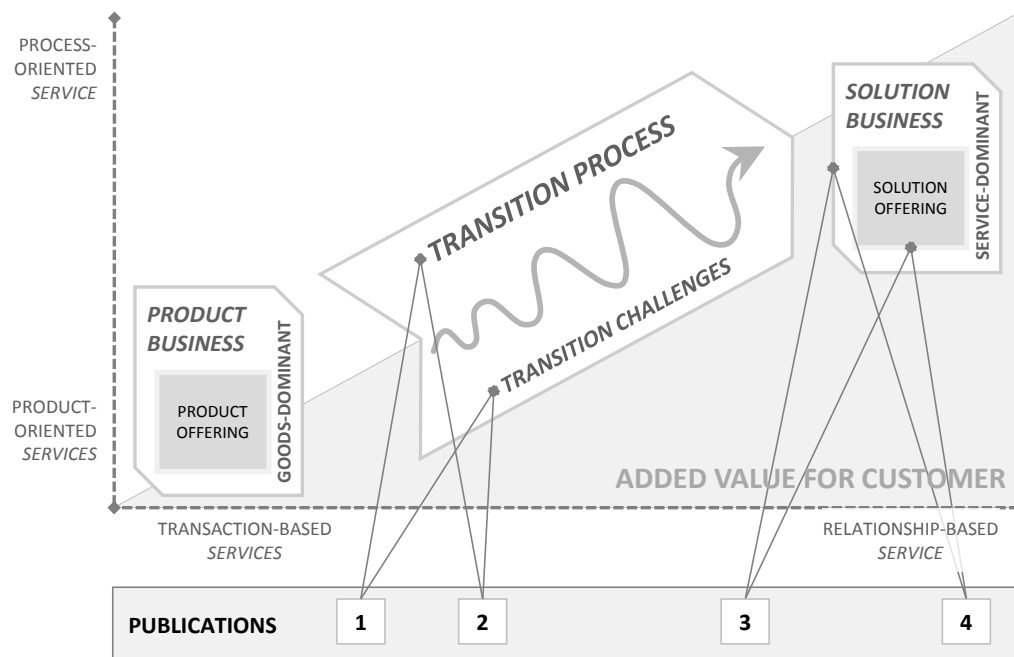 PROCESS-
ORIENTED
SERVICE
SOLUTION
BUSINESS
SOLUTION
OFFERING
SERVICE-DOMINANT
TRANSITION PROCESS
TRANSITION CHALLENGES
PRODUCT
BUSINESS
PRODUCT
OFFERING
GOODS-DOMINANT
PRODUCT-
ORIENTED
SERVICES
ADDED VALUE FOR CUSTOMER
TRANSACTION-BASED
SERVICES
RELATIONSHIP-BASED
SERVICE
PUBLICATIONS 1 2 3 4